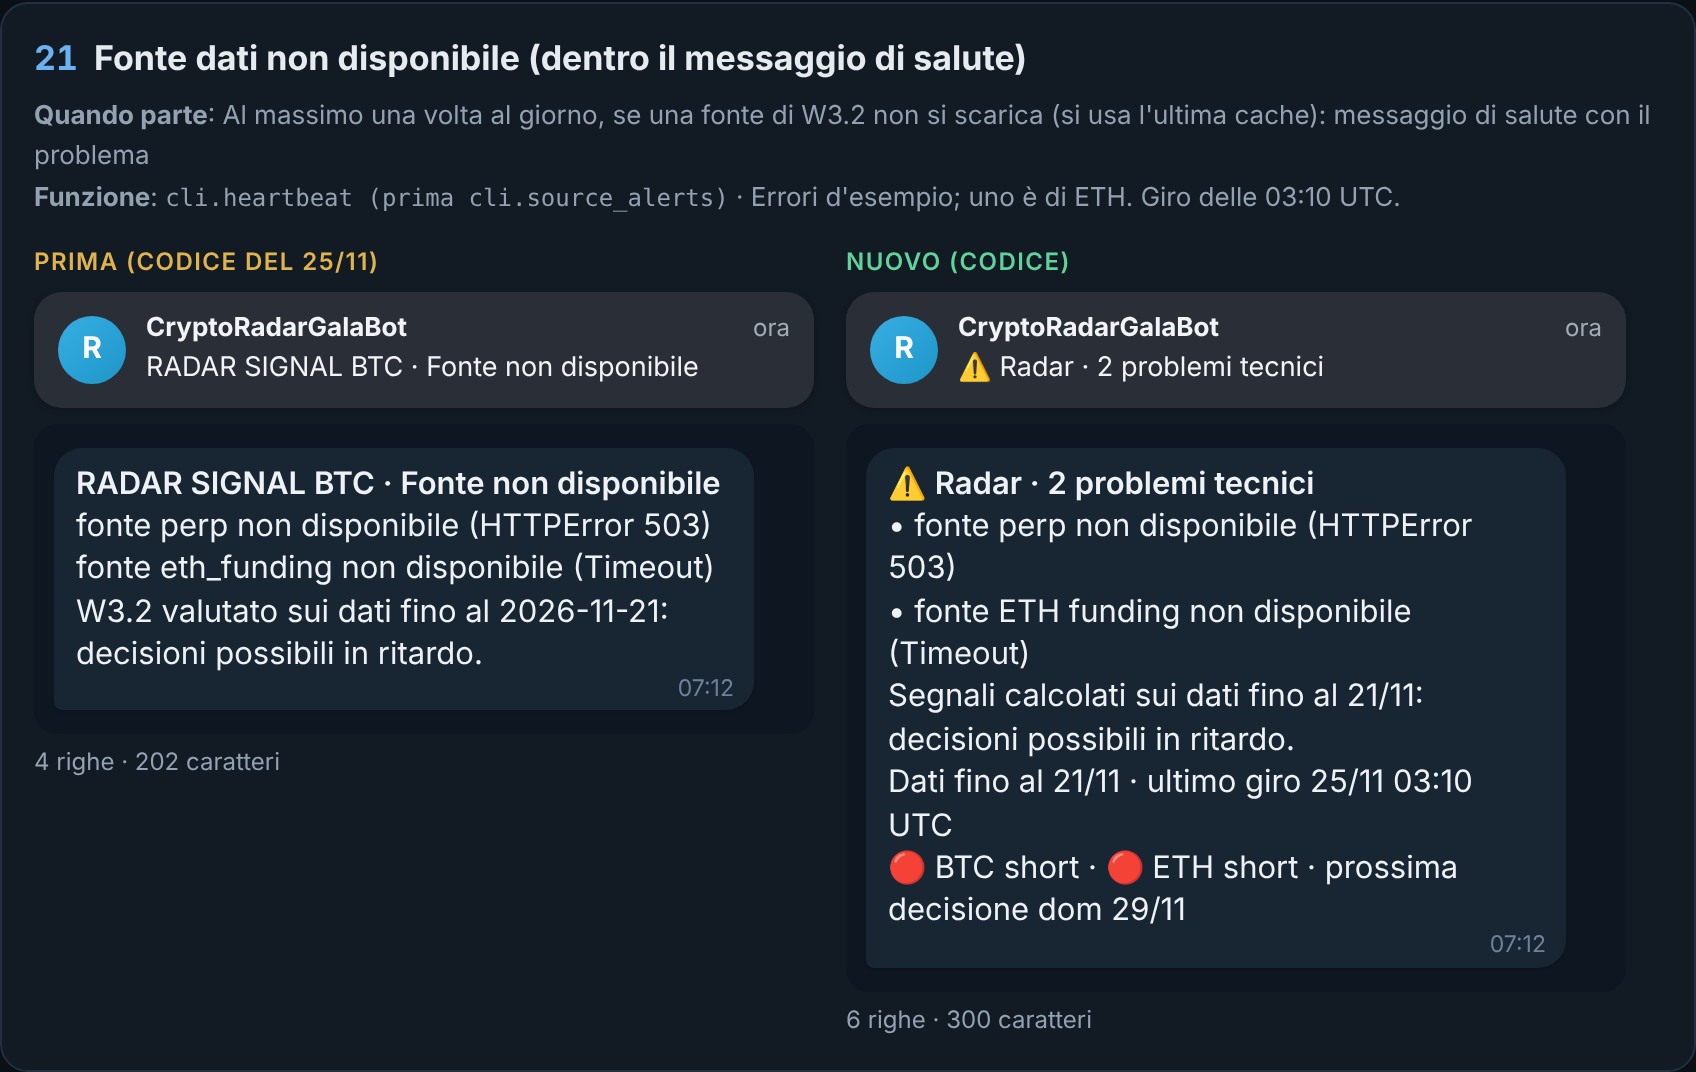 21 Fonte dati non disponibile (dentro il messaggio di salute)
Quando parte: Al massimo una volta al giorno, se una fonte di W3.2 non si scarica (si usa l'ultima cache): messaggio di salute con il
problema
Funzione: cli.heartbeat (prima cli.source_alerts) · Errori d'esempio; uno è di ETH. Giro delle 03:10 UTC.
PRIMA (CODICE DEL 25/11)
R
CryptoRadarGalaBot
ora
RADAR SIGNAL BTC · Fonte non disponibile
RADAR SIGNAL BTC · Fonte non disponibile
fonte perp non disponibile (HTTPError 503)
fonte eth_funding non disponibile (Timeout)
W3.2 valutato sui dati fino al 2026-11-21:
decisioni possibili in ritardo.
07:12
4 righe · 202 caratteri
NUOVO (CODICE)
R
CryptoRadarGalaBot
ora
⚠️ Radar · 2 problemi tecnici
⚠️ Radar · 2 problemi tecnici
• fonte perp non disponibile (HTTPError
503)
• fonte ETH funding non disponibile
(Timeout)
Segnali calcolati sui dati fino al 21/11:
decisioni possibili in ritardo.
Dati fino al 21/11 · ultimo giro 25/11 03:10
UTC
🔴 BTC short · 🔴 ETH short · prossima
decisione dom 29/11
07:12
6 righe · 300 caratteri